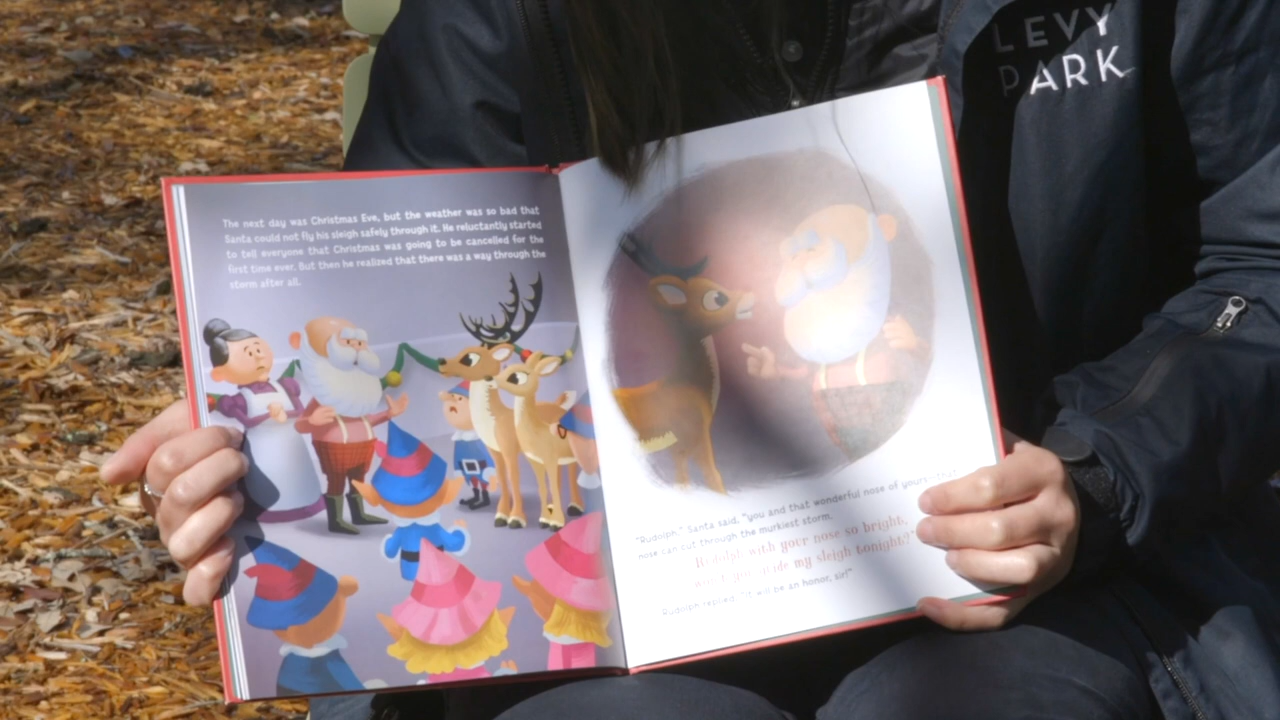 LEVY
PARK
The next day was Christmas Eve, but the weather was so bad that
Santa could not fly his sleigh safely through it. He reluctantly started
to tell everyone that Christmas was going to be cancelled for the
first time ever. But then he realized that there was a way through the
storm after all.
"Rudolph," Santa said, "you and that wonderful nose of yours—that
nose can cut through the murkiest storm.
Rudolph with your nose so bright,
won't you guide my sleigh tonight?"
Rudolph replied, "It will be an honor, sir!"